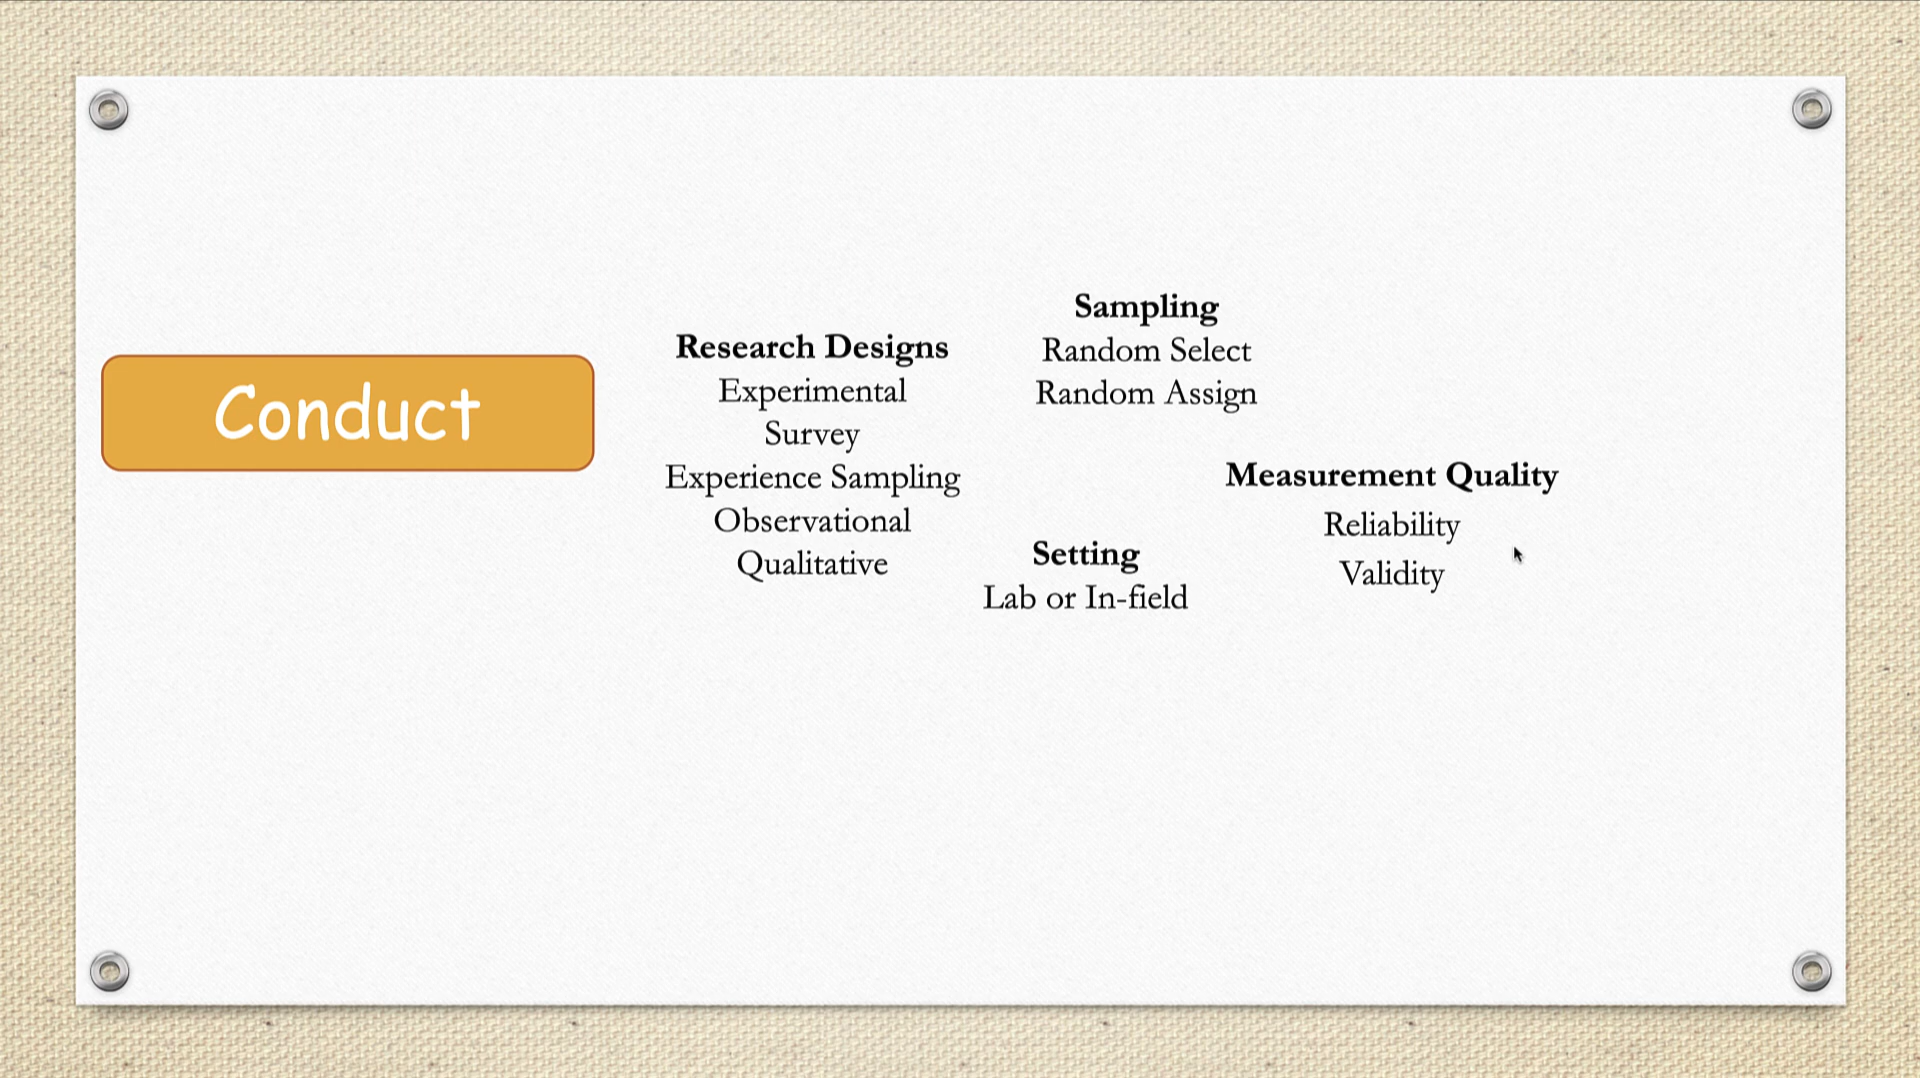 Conduct
Research Designs
Experimental
Survey
Experience Sampling
Observational
Qualitative
Sampling
Random Select
Random Assign
Setting
Lab or In-field
Measurement Quality
Reliability
Validity